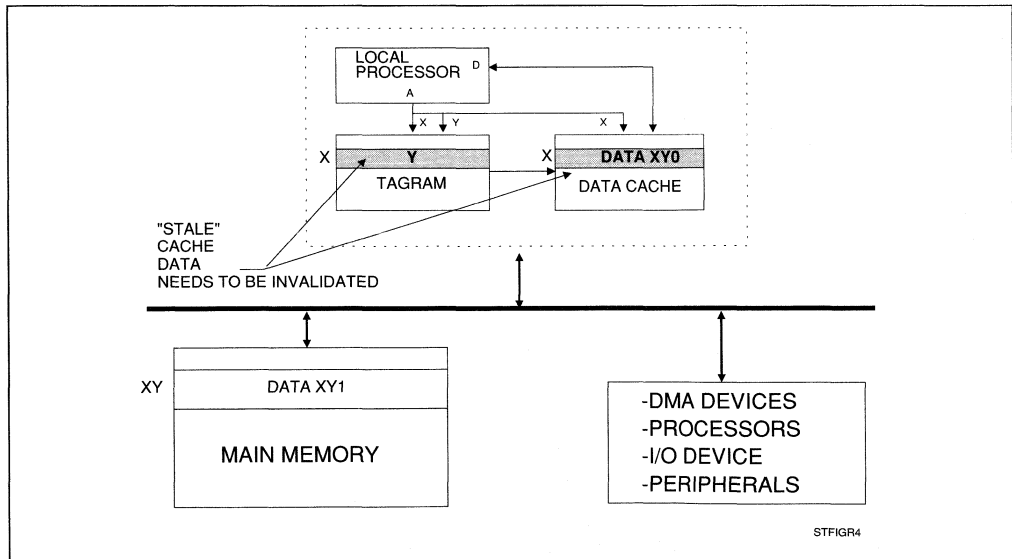 LOCAL
PROCESSOR
D
A
X
Y
X
X
Y
X
DATA XY0
TAGRAM
DATA CACHE
"STALE"
CACHE
DATA
NEEDS TO BE INVALIDATED
XY
DATA XY1
MAIN MEMORY
-DMA DEVICES
-PROCESSORS
-I/O DEVICE
-PERIPHERALS
STFIGR4